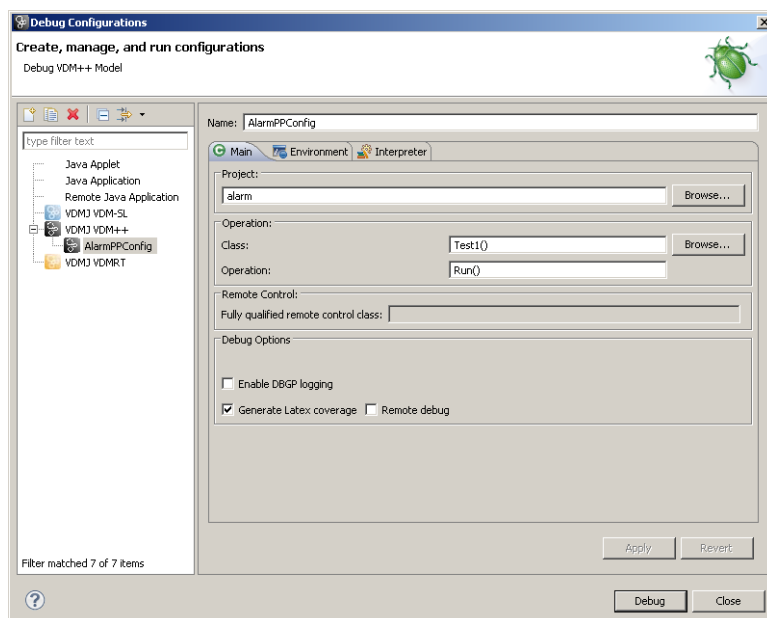 Debug Configurations
Create, manage, and run configurations
Debug VDM++ Model
type filter text
Java Applet
Java Application
Remote Java Application
VDMJ VDM-SL
VDMJ VDM++
AlarmPPConfig
VDMJ VDMRT
Filter matched 7 of 7 items
Name: AlarmPPConfig
Main Environment Interpreter
Project:
alarm Browse...
Operation:
Class: Test1() Browse...
Operation: Run()
Remote Control:
Fully qualified remote control class:
Debug Options
Enable DBGP logging
Generate Latex coverage Remote debug
Apply Revert
Debug Close